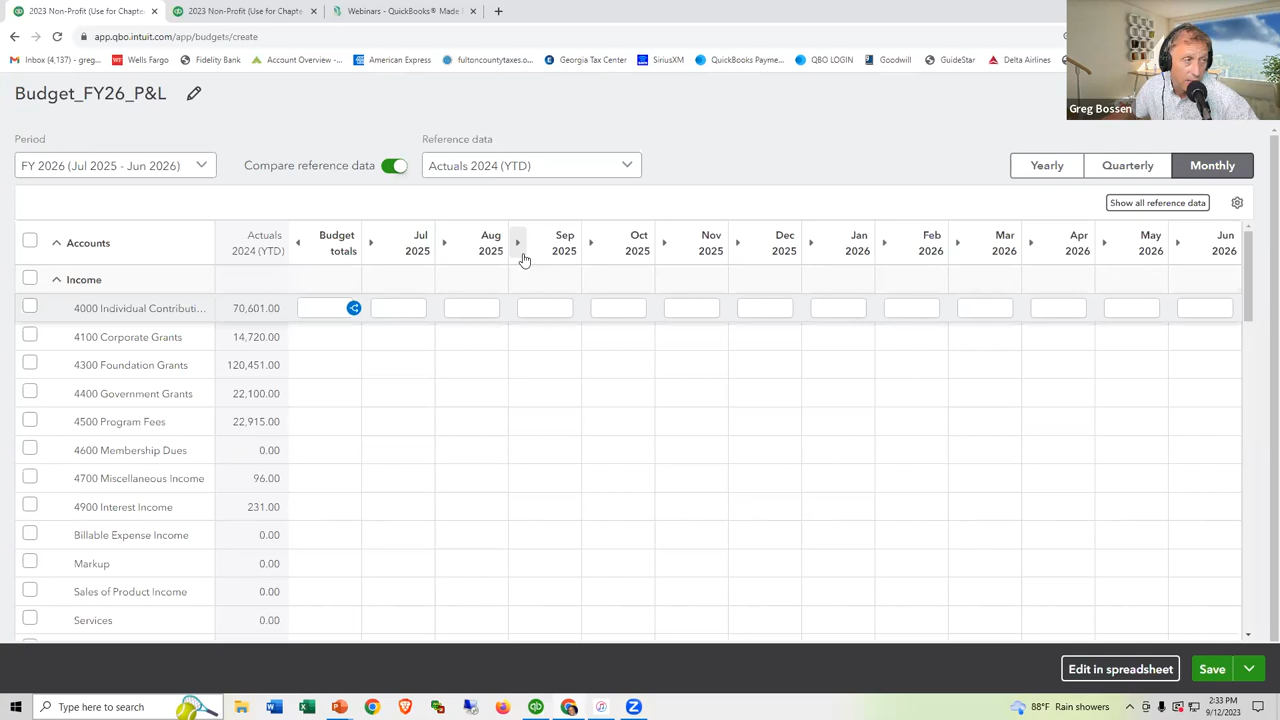 2023 Non-Profit (Use for Chapte
2023 Non-Profit (Use for Chapte
Webinars - QuickBooks® Made
app.qbo.intuit.com/app/budgets/create
Inbox (4,137) - greg...
Wells Fargo
Fidelity Bank
Account Overview -...
American Express
fultoncountytaxes.o...
Georgia Tax Center
SiriusXM
QuickBooks Payme...
QBO LOGIN
Goodwill
GuideStar
Delta Airlines
Greg Bossen
Budget_FY26_P&L
Period
Reference data
FY 2026 (Jul 2025 - Jun 2026)
Compare reference data
Actuals 2024 (YTD)
Yearly
Quarterly
Monthly
Show all reference data
Accounts
Actuals 2024 (YTD)
Budget totals
Jul 2025
Aug 2025
Sep 2025
Oct 2025
Nov 2025
Dec 2025
Jan 2026
Feb 2026
Mar 2026
Apr 2026
May 2026
Jun 2026
Income
4000 Individual Contributi... 70,601.00
4100 Corporate Grants 14,720.00
4300 Foundation Grants 120,451.00
4400 Government Grants 22,100.00
4500 Program Fees 22,915.00
4600 Membership Dues 0.00
4700 Miscellaneous Income 96.00
4900 Interest Income 231.00
Billable Expense Income 0.00
Markup 0.00
Sales of Product Income 0.00
Services 0.00
Edit in spreadsheet
Save
Type here to search
88°F Rain showers
2:33 PM
9/12/2023